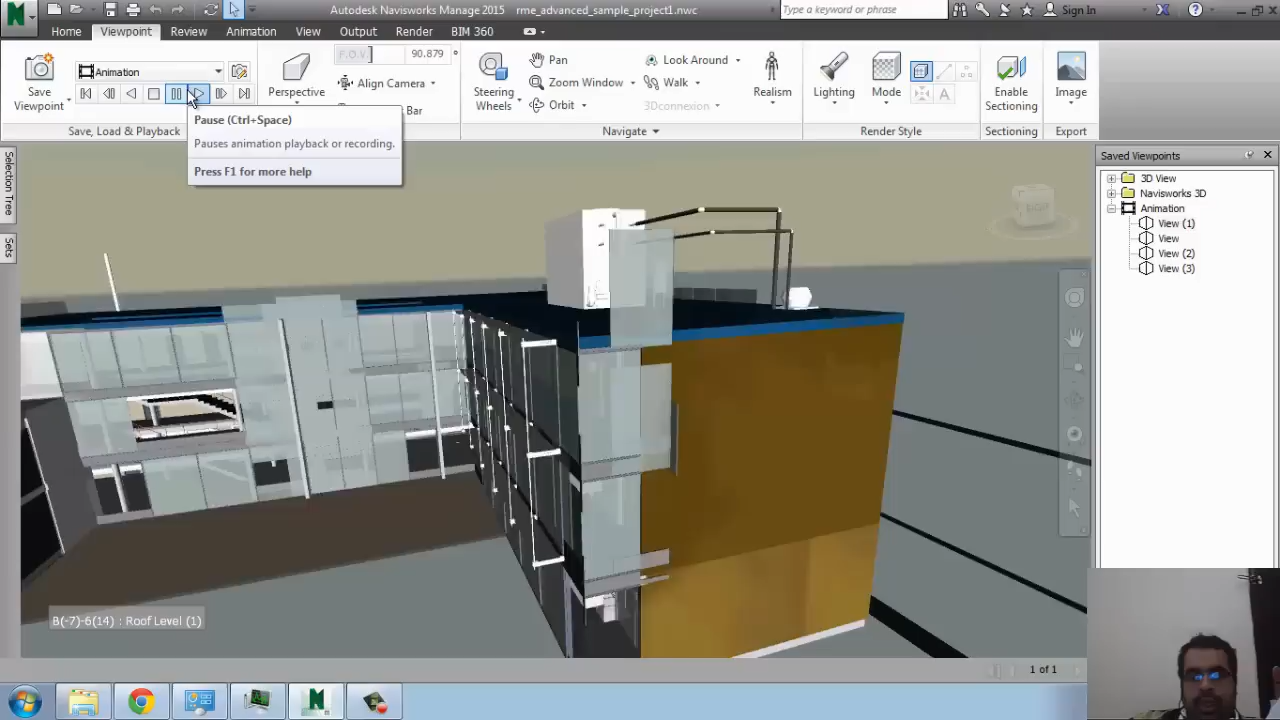 Autodesk Navisworks Manage 2015 rme_advanced_sample_project1.nwc
Type a keyword or phrase
Sign In
Home Viewpoint Review Animation View Output Render BIM 360
Save Viewpoint
Animation
F.O.V. 90.879 °
Perspective
Align Camera
Bar
Steering Wheels
Pan
Zoom Window
Orbit
Look Around
Walk
3Dconnexion
Realism
Lighting
Mode
Enable Sectioning
Image
Save, Load & Playback
Navigate
Render Style
Sectioning
Export
Pause (Ctrl+Space)
Pauses animation playback or recording.
Press F1 for more help
Selection Tree
Sets
Saved Viewpoints
3D View
Navisworks 3D
Animation
View (1)
View
View (2)
View (3)
B(-7)-6(14) : Roof Level (1)
1 of 1